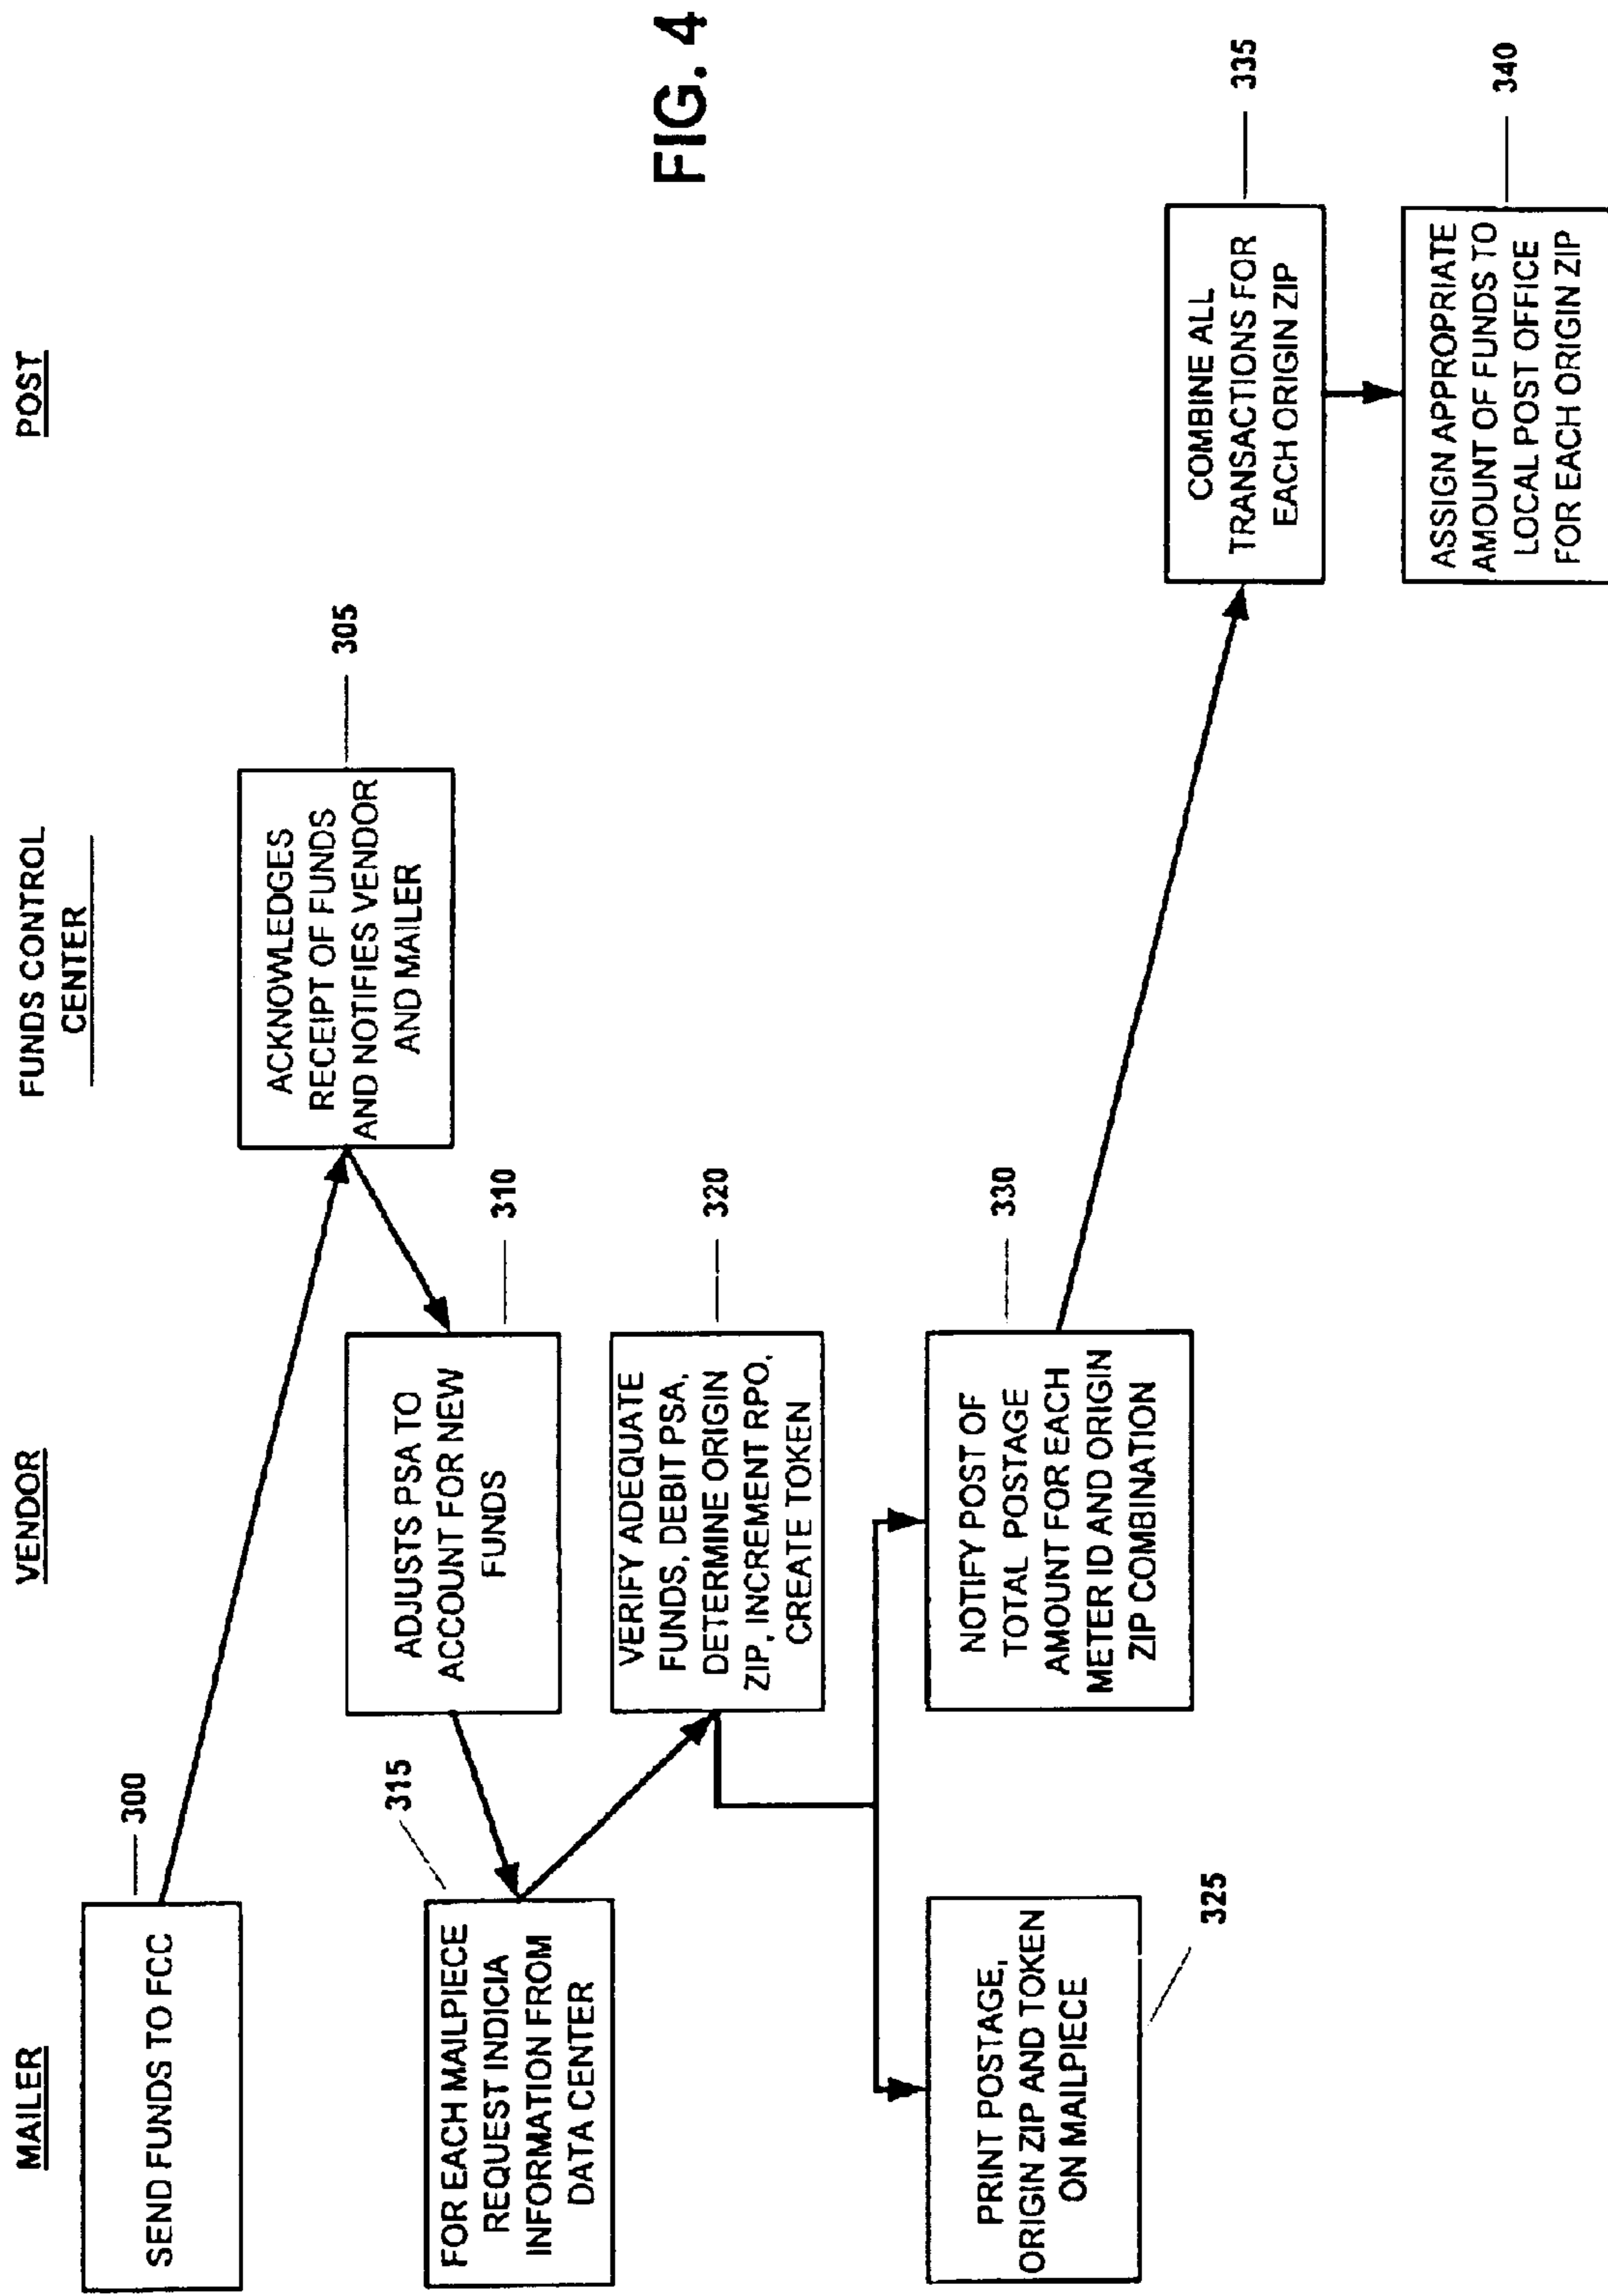 MAILER
VENDOR
FUNDS CONTROL
CENTER
POST
SEND FUNDS TO FCC
300
ACKNOWLEDGES
RECEIPT OF FUNDS
AND NOTIFIES VENDOR
AND MAILER
305
ADJUSTS PSA TO
ACCOUNT FOR NEW
FUNDS
310
315
FOR EACH MAILPIECE
REQUEST INDICIA
INFORMATION FROM
DATA CENTER
VERIFY ADEQUATE
FUNDS, DEBIT PSA,
DETERMINE ORIGIN
ZIP, INCREMENT RPO,
CREATE TOKEN
320
FIG. 4
PRINT POSTAGE,
ORIGIN ZIP AND TOKEN
ON MAILPIECE
325
NOTIFY POST OF
TOTAL POSTAGE
AMOUNT FOR EACH
METER ID AND ORIGIN
ZIP COMBINATION
330
COMBINE ALL
TRANSACTIONS FOR
EACH ORIGIN ZIP
335
ASSIGN APPROPRIATE
AMOUNT OF FUNDS TO
LOCAL POST OFFICE
FOR EACH ORIGIN ZIP
340